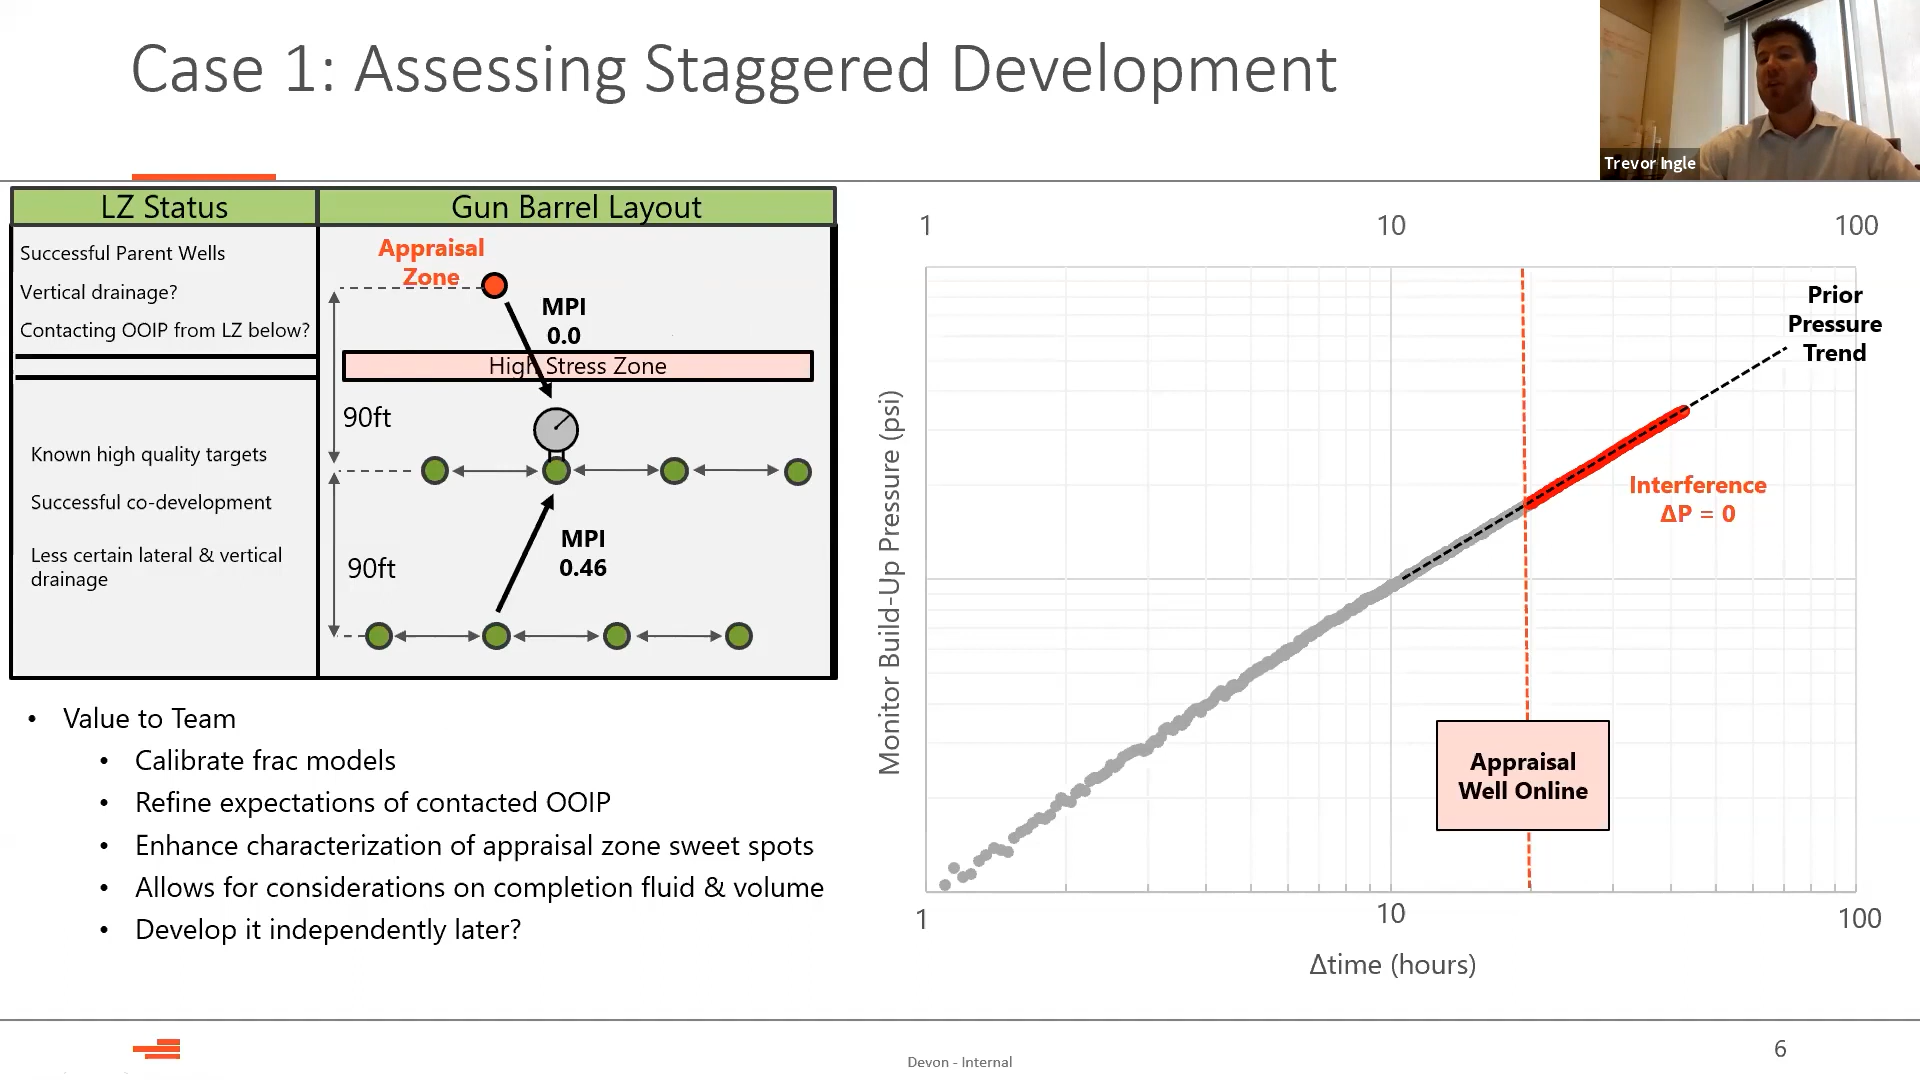 Case 1: Assessing Staggered Development
Trevor Ingle
LZ Status
Gun Barrel Layout
Successful Parent Wells
Vertical drainage?
Contacting OOIP from LZ below?
Known high quality targets
Successful co-development
Less certain lateral & vertical
drainage
Appraisal
Zone
MPI
0.0
High Stress Zone
90ft
MPI
0.46
90ft
• Value to Team
• Calibrate frac models
• Refine expectations of contacted OOIP
• Enhance characterization of appraisal zone sweet spots
• Allows for considerations on completion fluid & volume
• Develop it independently later?
1 10 100
Monitor Build-Up Pressure (psi)
Prior
Pressure
Trend
Interference
ΔP = 0
Appraisal
Well Online
1 10 100
Δtime (hours)
Devon - Internal
6